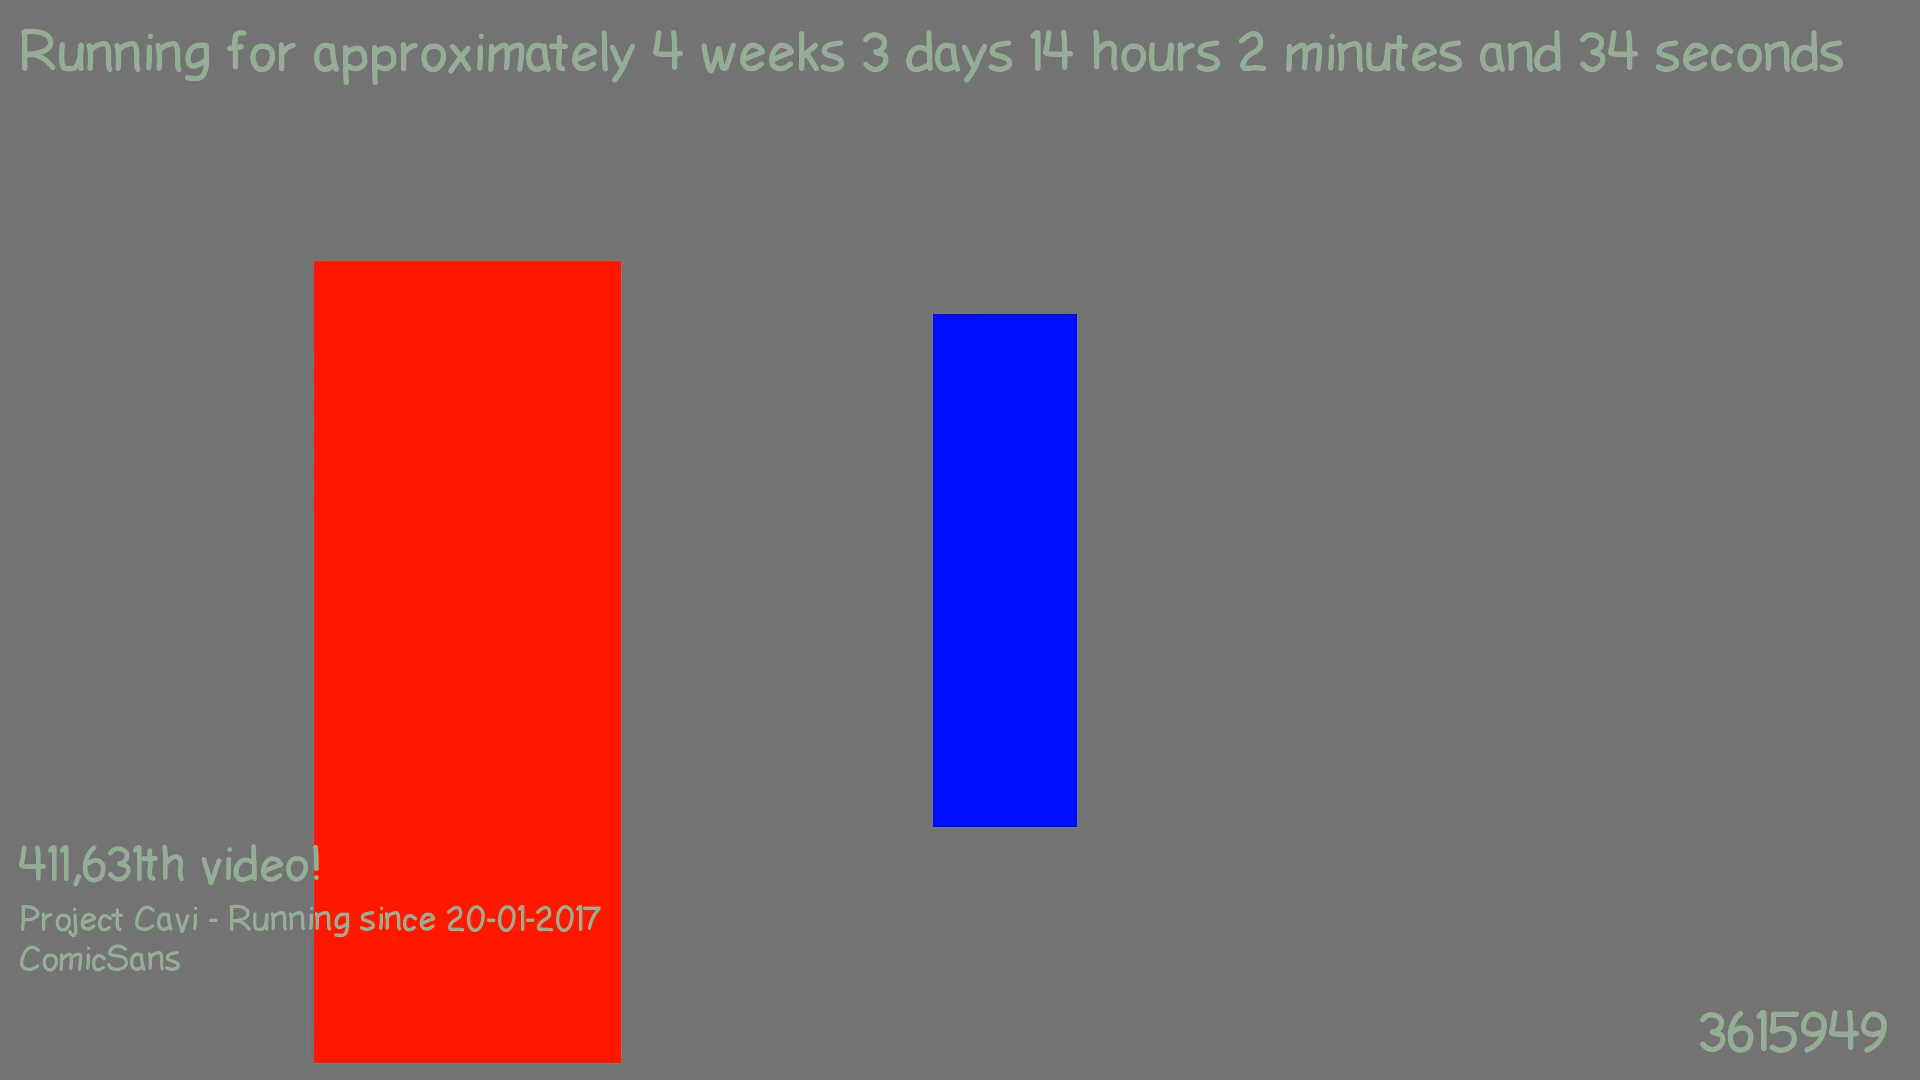 Running for approximately 4 weeks 3 days 14 hours 2 minutes and 34 seconds
411,631th video!
Project Cavi - Running since 20-01-2017
ComicSans
3615949